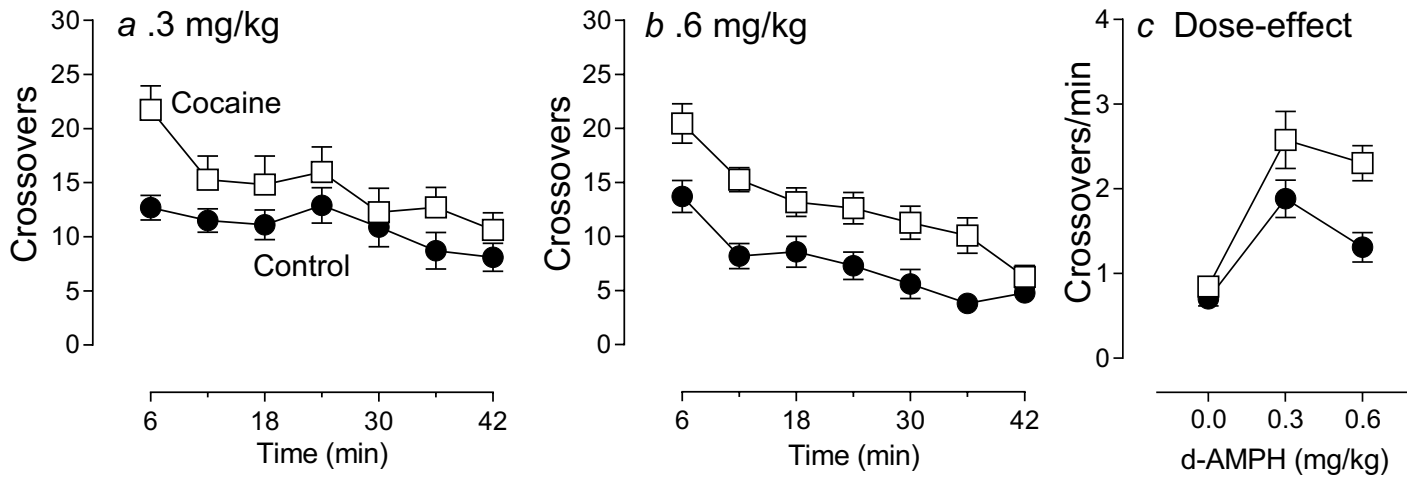 a .3 mg/kg
30
25
20
15
10
5
0
Crossovers
Cocaine
Control
6
18
30
42
Time (min)
b .6 mg/kg
30
25
20
15
10
5
0
Crossovers
6
18
30
42
Time (min)
c Dose-effect
4
3
2
1
0
Crossovers/min
0.0
0.3
0.6
d-AMPH (mg/kg)